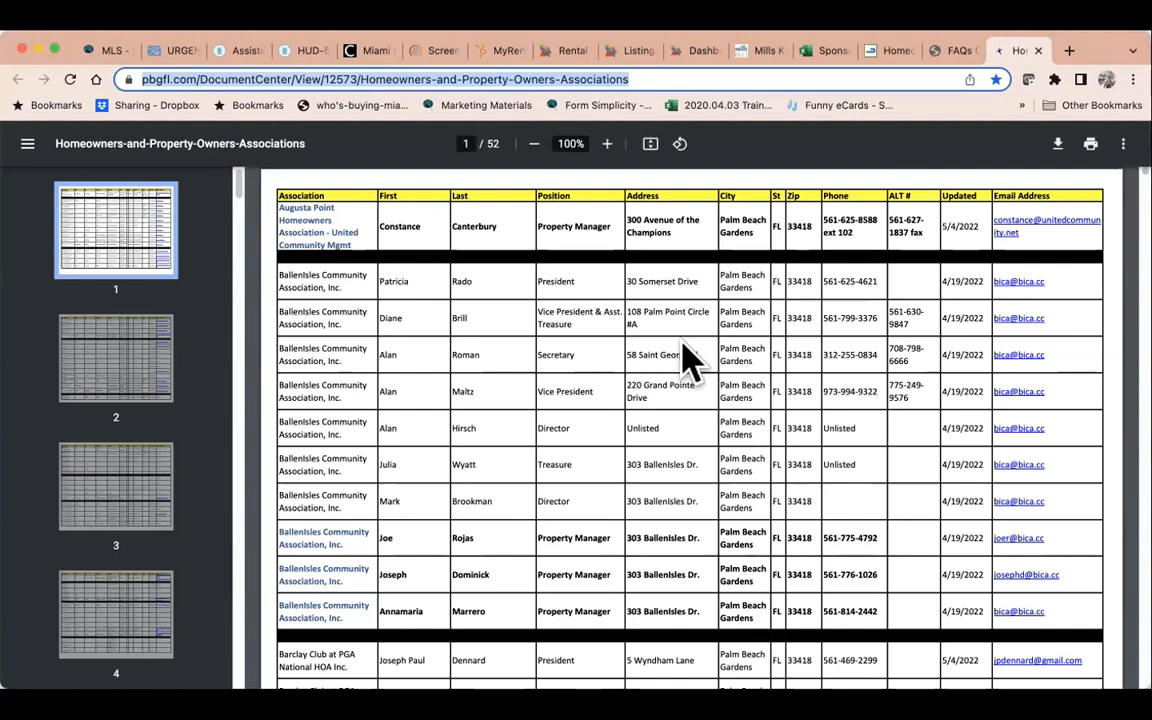 MLS - URGEN Assista HUD-E Miami Screen MyRen Rental Listing Dashb Mills K Spons Homeo FAQs ( Ho
pbgfl.com/DocumentCenter/View/12573/Homeowners-and-Property-Owners-Associations
Bookmarks Sharing - Dropbox Bookmarks who's-buying-mia... Marketing Materials Form Simplicity -... 2020.04.03 Train... Funny eCards - S... » Other Bookmarks
Homeowners-and-Property-Owners-Associations 1 / 52 100%
Association First Last Position Address City St Zip Phone ALT # Updated Email Address
Augusta Point
Homeowners
Association - United
Community Mgmt
Constance Canterbury Property Manager 300 Avenue of the
Champions
Palm Beach
Gardens
FL 33418 561-625-8588
ext 102
561-627-
1837 fax
5/4/2022 constance@unitedcommun
ity.net
BallenIsles Community
Association, Inc.
Patricia Rado President 30 Somerset Drive Palm Beach
Gardens
FL 33418 561-625-4621 4/19/2022 bica@bica.cc
BallenIsles Community
Association, Inc.
Diane Brill Vice President & Asst.
Treasure
108 Palm Point Circle
#A
Palm Beach
Gardens
FL 33418 561-799-3376 561-630-
9847
4/19/2022 bica@bica.cc
BallenIsles Community
Association, Inc.
Alan Roman Secretary 58 Saint Geor Palm Beach
Gardens
FL 33418 312-255-0834 708-798-
6666
4/19/2022 bica@bica.cc
BallenIsles Community
Association, Inc.
Alan Maltz Vice President 220 Grand Pointe
Drive
Palm Beach
Gardens
FL 33418 973-994-9322 775-249-
9576
4/19/2022 bica@bica.cc
BallenIsles Community
Association, Inc.
Alan Hirsch Director Unlisted Palm Beach
Gardens
FL 33418 Unlisted 4/19/2022 bica@bica.cc
BallenIsles Community
Association, Inc.
Julia Wyatt Treasure 303 BallenIsles Dr. Palm Beach
Gardens
FL 33418 Unlisted 4/19/2022 bica@bica.cc
BallenIsles Community
Association, Inc.
Mark Brookman Director 303 BallenIsles Dr. Palm Beach
Gardens
FL 33418 4/19/2022 bica@bica.cc
BallenIsles Community
Association, Inc.
Joe Rojas Property Manager 303 BallenIsles Dr. Palm Beach
Gardens
FL 33418 561-775-4792 4/19/2022 joer@bica.cc
BallenIsles Community
Association, Inc.
Joseph Dominick Property Manager 303 BallenIsles Dr. Palm Beach
Gardens
FL 33418 561-776-1026 4/19/2022 josephd@bica.cc
BallenIsles Community
Association, Inc.
Annamaria Marrero Property Manager 303 BallenIsles Dr. Palm Beach
Gardens
FL 33418 561-814-2442 4/19/2022 bica@bica.cc
Barclay Club at PGA
National HOA Inc.
Joseph Paul Dennard President 5 Wyndham Lane Palm Beach
Gardens
FL 33418 561-469-2299 5/4/2022 jpdennard@gmail.com
1
2
3
4